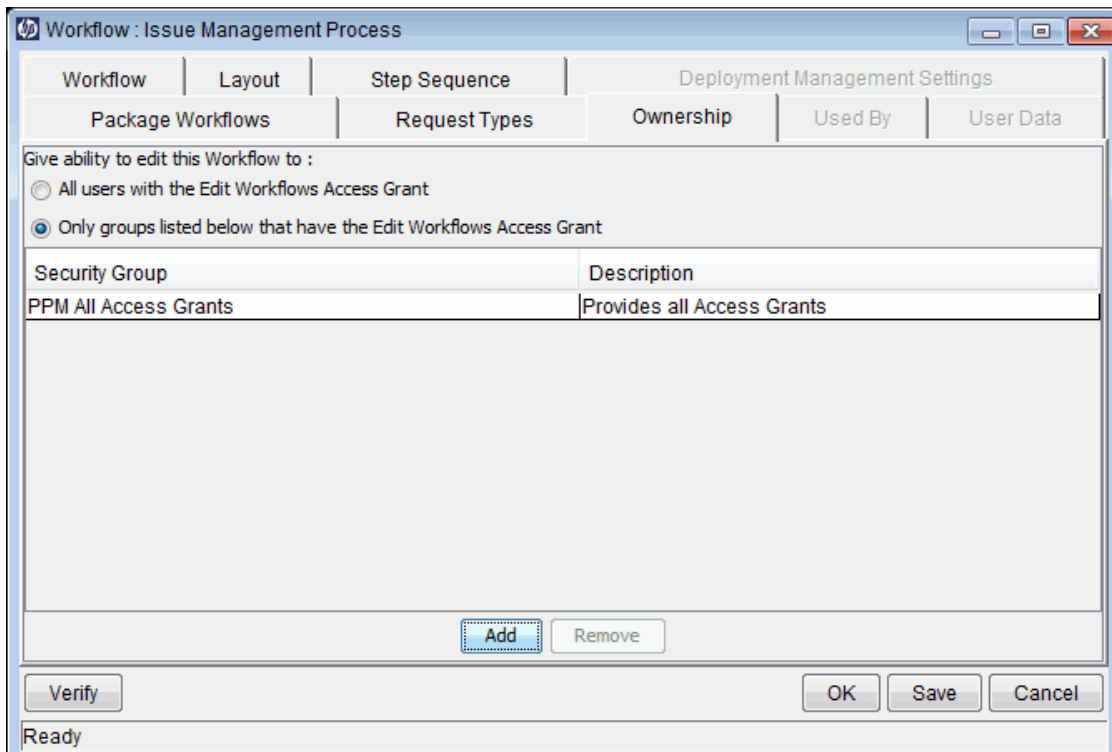 Workflow : Issue Management Process
Workflow Layout Step Sequence Deployment Management Settings
Package Workflows Request Types Ownership Used By User Data
Give ability to edit this Workflow to :
All users with the Edit Workflows Access Grant
Only groups listed below that have the Edit Workflows Access Grant
Security Group Description
PPM All Access Grants Provides all Access Grants
Add Remove
Verify OK Save Cancel
Ready